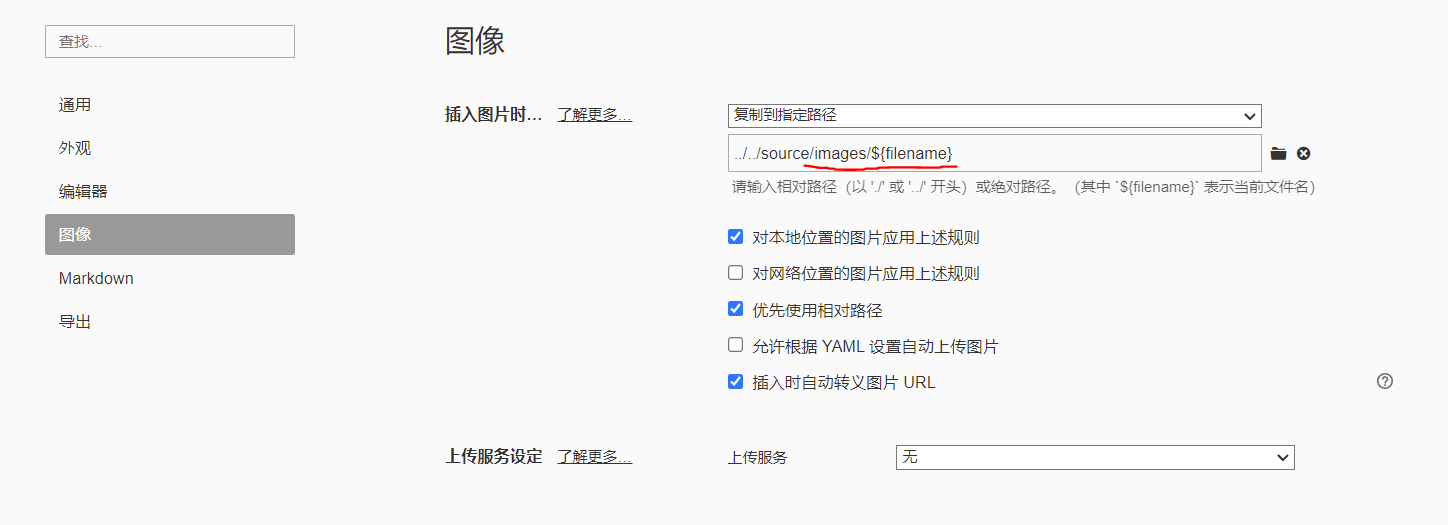 查找...
通用
外观
编辑器
图像
Markdown
导出
图像
插入图片时... 了解更多...
复制到指定路径
../../source/images/${filename}
请输入相对路径（以 './' 或 '../' 开头）或绝对路径。（其中 `${filename}` 表示当前文件名）
对本地位置的图片应用上述规则
对网络位置的图片应用上述规则
优先使用相对路径
允许根据 YAML 设置自动上传图片
插入时自动转义图片 URL
上传服务设定 了解更多... 上传服务 无